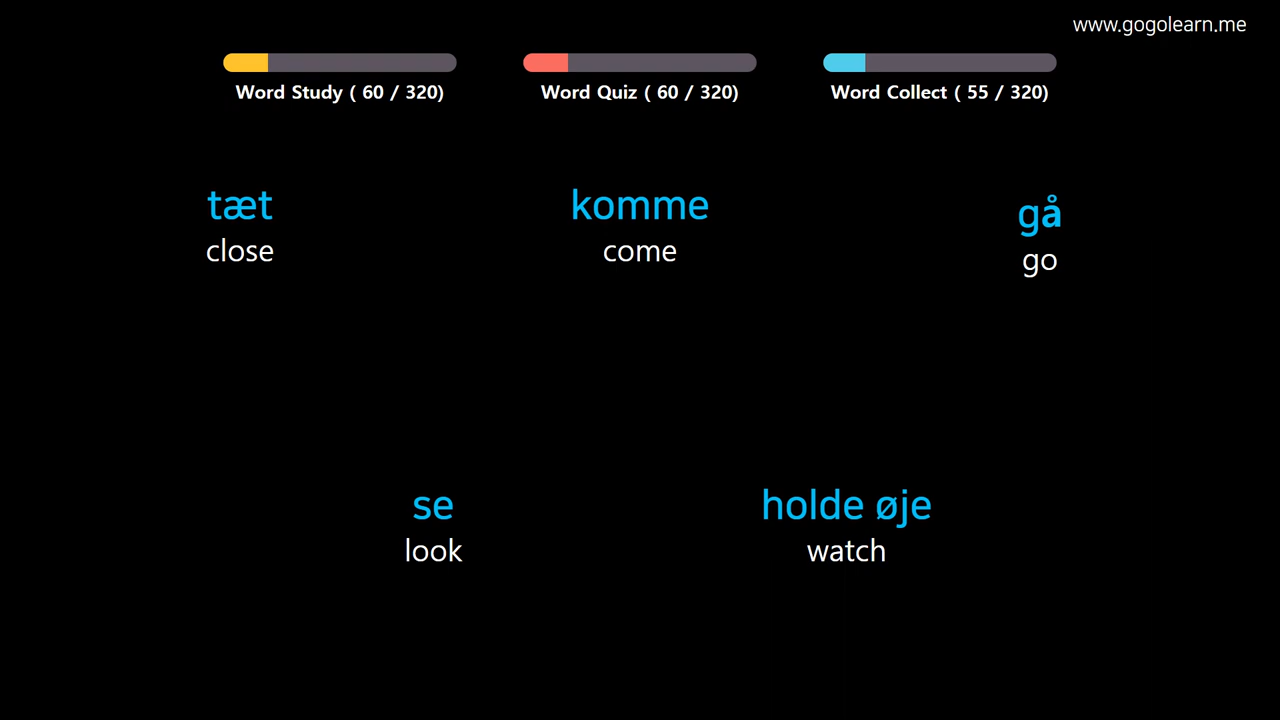 www.gogolearn.me
Word Study ( 60 / 320)
Word Quiz ( 60 / 320)
Word Collect ( 55 / 320)
tæt
close
komme
come
gå
go
se
look
holde øje
watch